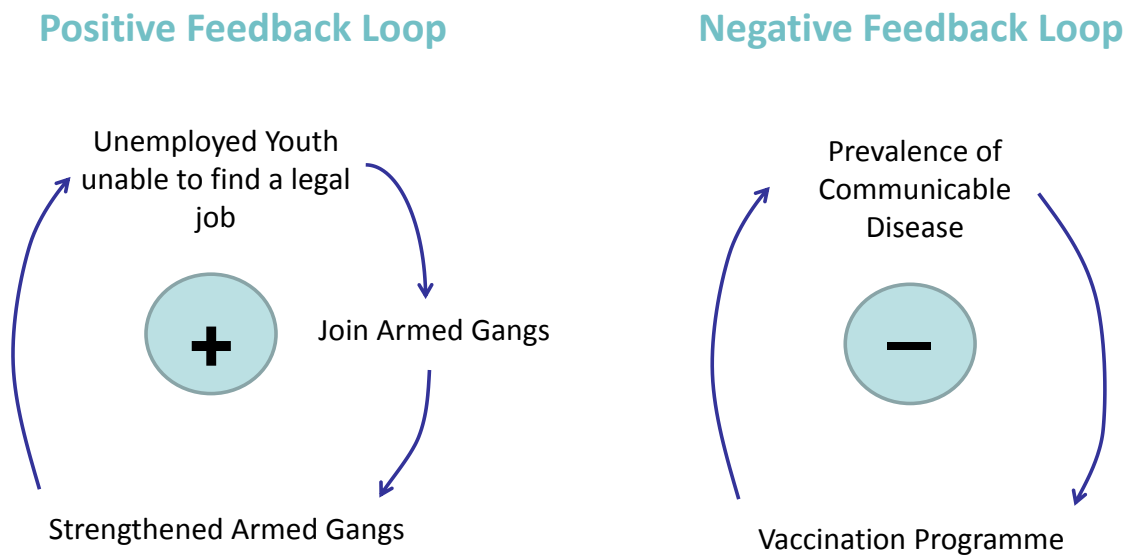 Positive Feedback Loop
Unemployed Youth
unable to find a legal
job
+
Join Armed Gangs
Strengthened Armed Gangs
Negative Feedback Loop
Prevalence of
Communicable
Disease
–
Vaccination Programme